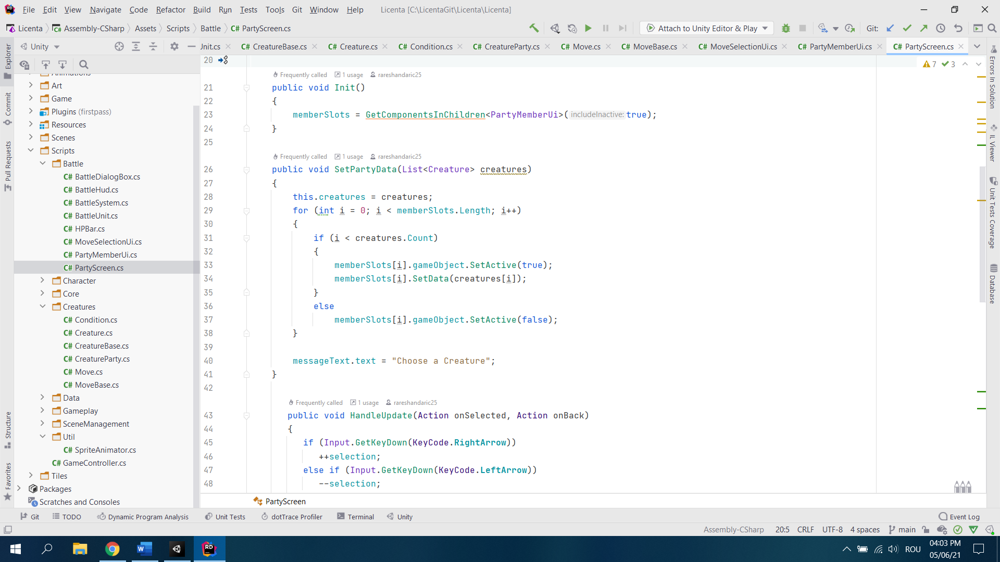 File Edit View Navigate Code Refactor Build Run Tests Tools Git Window Help Licenta [C:\LicentaGit\Licenta\Licenta]
Licenta Assembly-CSharp Assets Scripts Battle C# PartyScreen.cs Attach to Unity Editor & Play Git:
Unity
Unit.cs C# CreatureBase.cs C# Creature.cs C# Condition.cs C# CreatureParty.cs C# Move.cs C# MoveBase.cs C# MoveSelectionUi.cs C# PartyMemberUi.cs C# PartyScreen.cs
Explorer
Commit
Pull Requests
Structure
Favorites
Animations
Art
Game
Plugins (firstpass)
Resources
Scenes
Scripts
Battle
C# BattleDialogBox.cs
C# BattleHud.cs
C# BattleSystem.cs
C# BattleUnit.cs
C# HPBar.cs
C# MoveSelectionUi.cs
C# PartyMemberUi.cs
C# PartyScreen.cs
Character
Core
Creatures
C# Condition.cs
C# Creature.cs
C# CreatureBase.cs
C# CreatureParty.cs
C# Move.cs
C# MoveBase.cs
Data
Gameplay
SceneManagement
Util
C# SpriteAnimator.cs
C# GameController.cs
Tiles
Packages
Scratches and Consoles
20
7 3
Frequently called 1 usage rareshandaric25
21 public void Init()
22 {
23 memberSlots = GetComponentsInChildren<PartyMemberUi>(includeInactive: true);
24 }
25
Frequently called 1 usage rareshandaric25
26 public void SetPartyData(List<Creature> creatures)
27 {
28 this.creatures = creatures;
29 for (int i = 0; i < memberSlots.Length; i++)
30 {
31 if (i < creatures.Count)
32 {
33 memberSlots[i].gameObject.SetActive(true);
34 memberSlots[i].SetData(creatures[i]);
35 }
36 else
37 memberSlots[i].gameObject.SetActive(false);
38 }
39
40 messageText.text = "Choose a Creature";
41 }
42
Frequently called 1 usage rareshandaric25
43 public void HandleUpdate(Action onSelected, Action onBack)
44 {
45 if (Input.GetKeyDown(KeyCode.RightArrow))
46 ++selection;
47 else if (Input.GetKeyDown(KeyCode.LeftArrow))
48 --selection;
PartyScreen
Errors In Solution
IL Viewer
Unit Tests Coverage
Database
Git TODO Dynamic Program Analysis Unit Tests dotTrace Profiler Terminal Unity Event Log
Assembly-CSharp 20:5 CRLF UTF-8 4 spaces main
ROU 04:03 PM
05/06/21